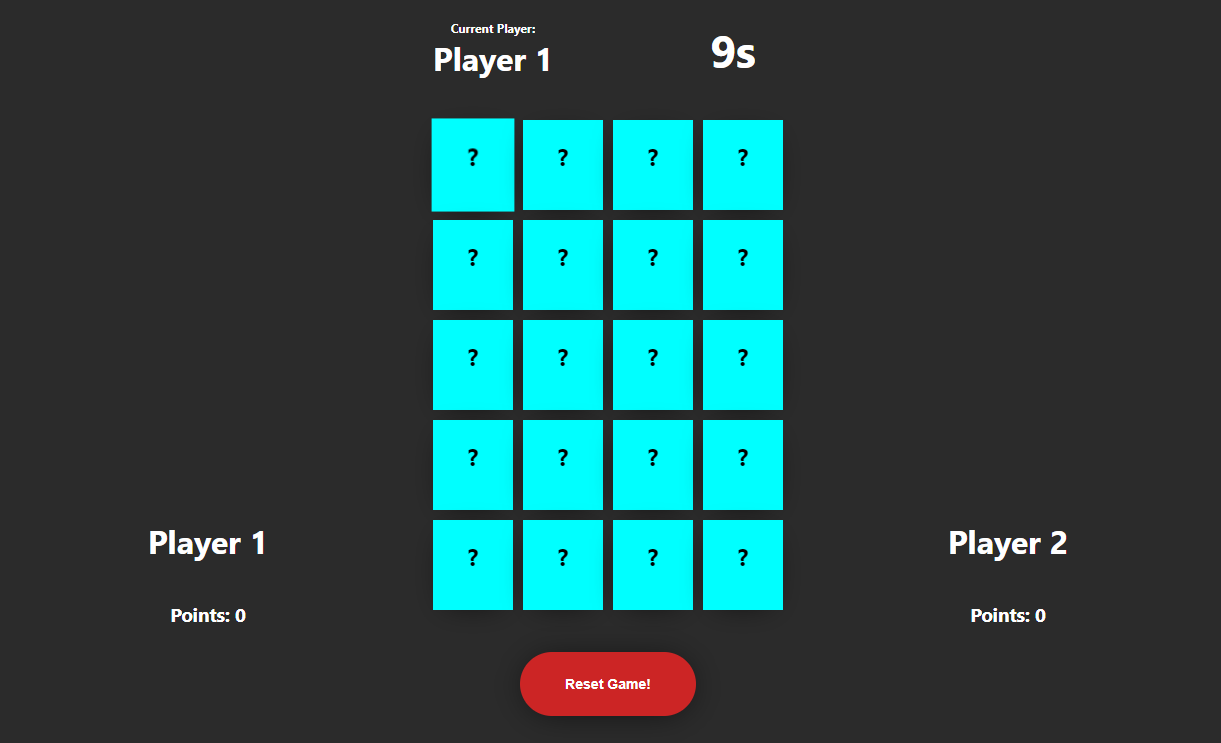 Current Player:
Player 1
9s
? ? ? ?
? ? ? ?
? ? ? ?
? ? ? ?
? ? ? ?
Player 1
Points: 0
Player 2
Points: 0
Reset Game!